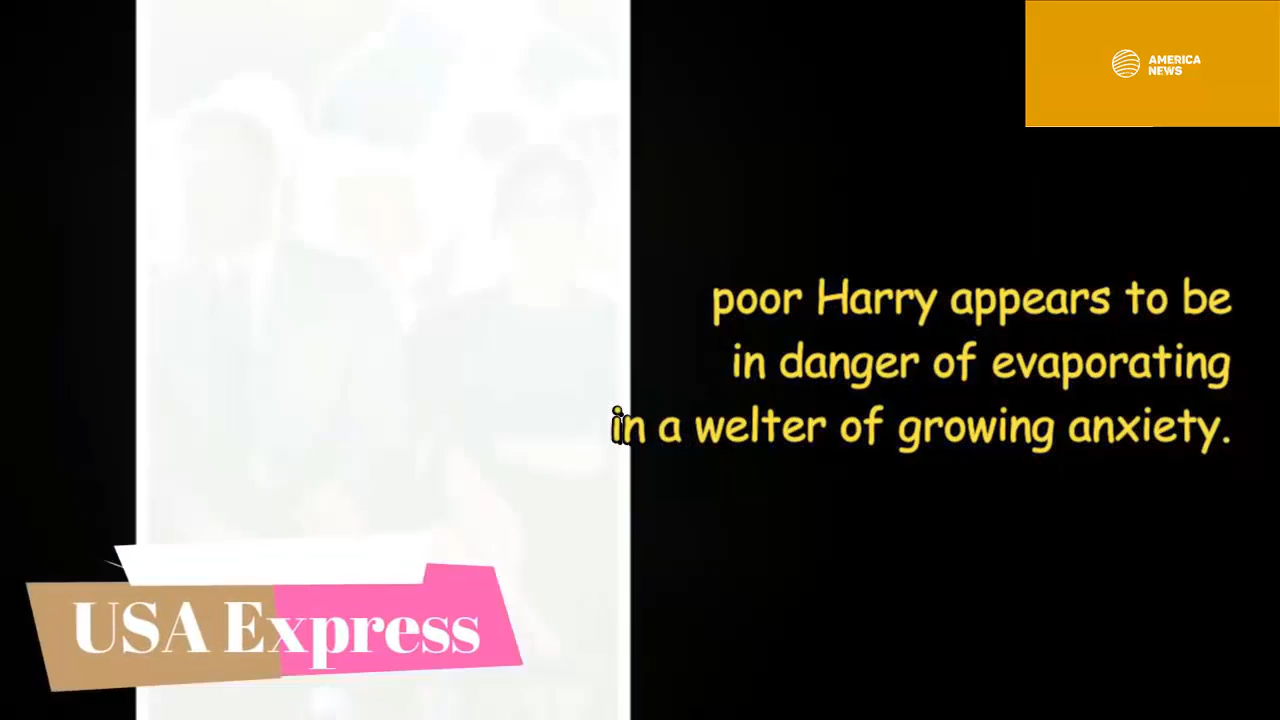 AMERICA
NEWS
poor Harry appears to be
in danger of evaporating
in a welter of growing anxiety.
USA Express